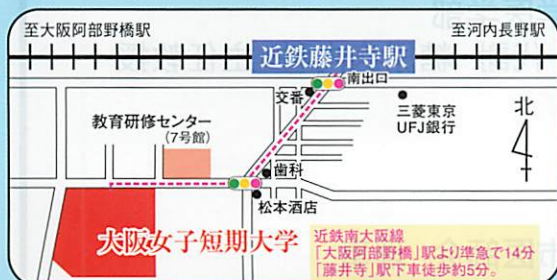 至大阪阿部野橋駅
至河内長野駅
近鉄藤井寺駅
南出口
交番
三菱東京
UFJ銀行
北
教育研修センター
(7号館)
歯科
松本酒店
大阪女子短期大学
近鉄南大阪線
「大阪阿部野橋」駅より準急で14分
「藤井寺」駅下車徒歩約5分。